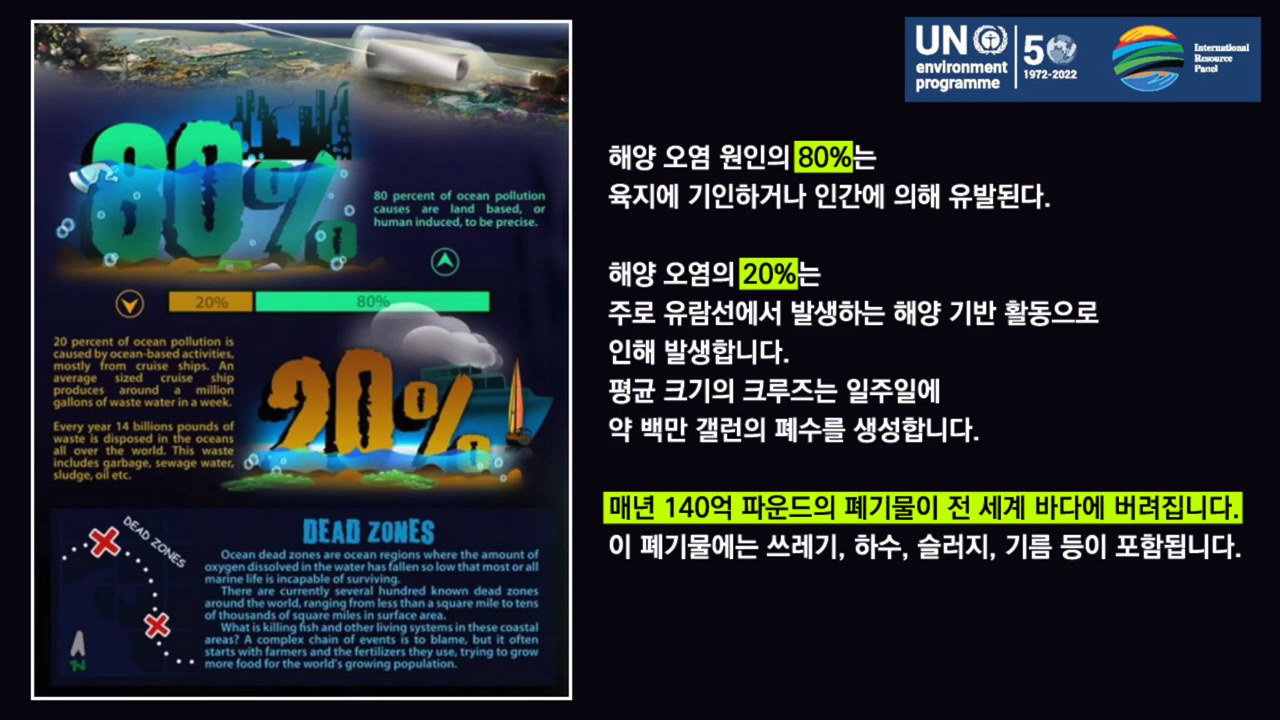 UN
environment
programme
50
1972-2022
International
Resource
Panel
80%
80 percent of ocean pollution
causes are land based, or
human induced, to be precise.
20%
80%
20 percent of ocean pollution is
caused by ocean-based activities,
mostly from cruise ships. An
average sized cruise ship
produces around a million
gallons of waste water in a week.
Every year 14 billions pounds of
waste is disposed in the oceans
all over the world. This waste
includes garbage, sewage water,
sludge, oil etc.
20%
DEAD ZONES
N
DEAD ZONES
Ocean dead zones are ocean regions where the amount of
oxygen dissolved in the water has fallen so low that most or all
marine life is incapable of surviving.
There are currently several hundred known dead zones
around the world, ranging from less than a square mile to tens
of thousands of square miles in surface area.
What is killing fish and other living systems in these coastal
areas? A complex chain of events is to blame, but it often
starts with farmers and the fertilizers they use, trying to grow
more food for the world's growing population.
해양 오염 원인의 80%는
육지에 기인하거나 인간에 의해 유발된다.
해양 오염의 20%는
주로 유람선에서 발생하는 해양 기반 활동으로
인해 발생합니다.
평균 크기의 크루즈는 일주일에
약 백만 갤런의 폐수를 생성합니다.
매년 140억 파운드의 폐기물이 전 세계 바다에 버려집니다.
이 폐기물에는 쓰레기, 하수, 슬러지, 기름 등이 포함됩니다.